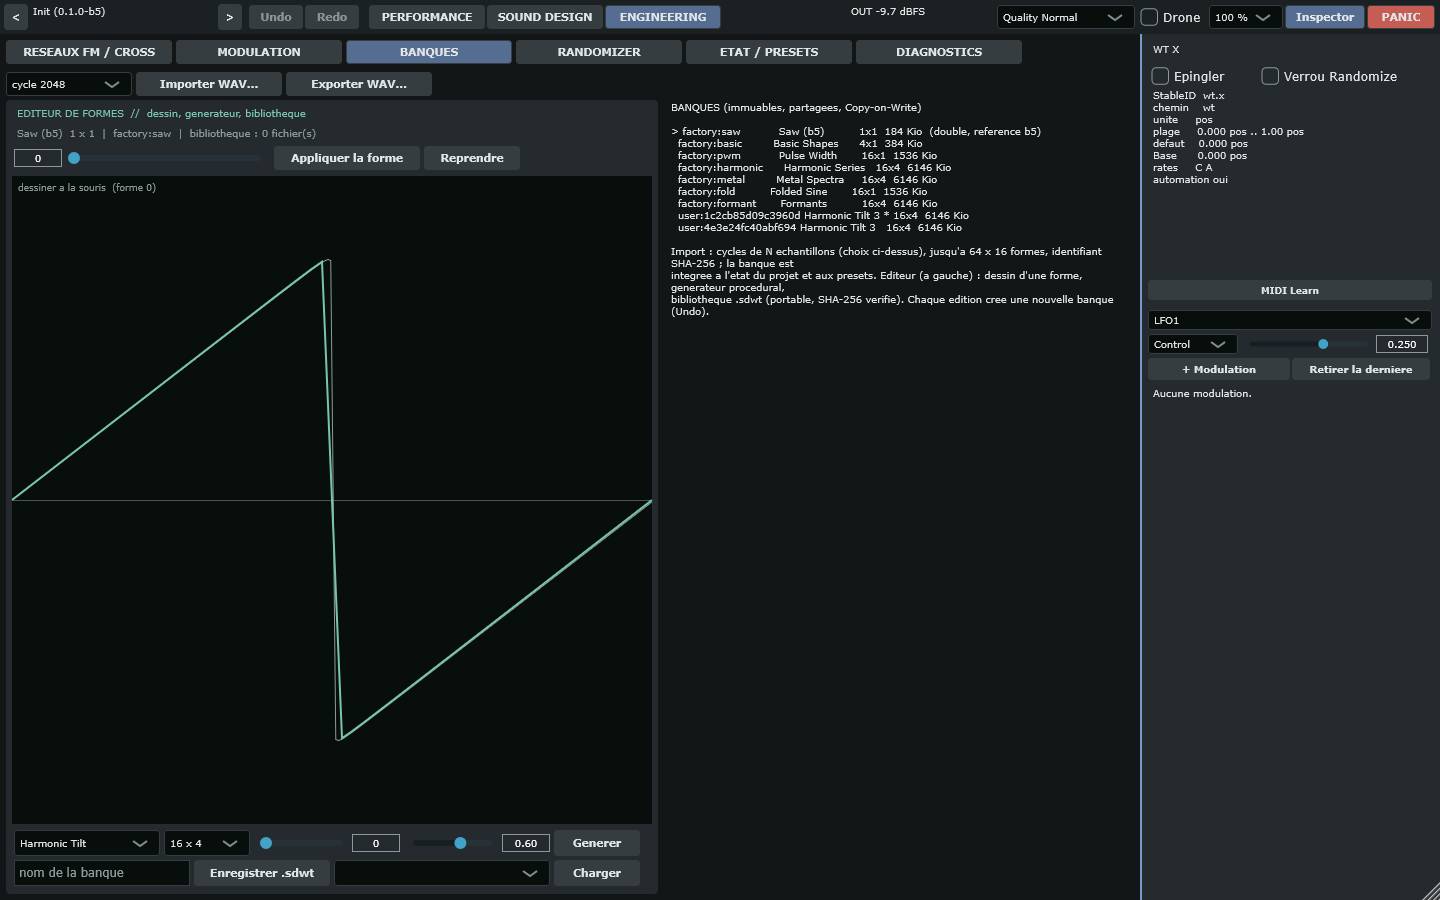 < Init (0.1.0-b5) > Undo Redo PERFORMANCE SOUND DESIGN ENGINEERING OUT -9.7 dBFS Quality Normal Drone 100 % Inspector PANIC
RESEAUX FM / CROSS MODULATION BANQUES RANDOMIZER ETAT / PRESETS DIAGNOSTICS
cycle 2048 Importer WAV... Exporter WAV...
EDITEUR DE FORMES // dessin, generateur, bibliotheque
Saw (b5) 1 x 1 | factory:saw | bibliotheque : 0 fichier(s)
0 Appliquer la forme Reprendre
dessiner a la souris (forme 0)
Harmonic Tilt 16 x 4 0 0.60 Generer
nom de la banque Enregistrer .sdwt Charger
BANQUES (immuables, partagees, Copy-on-Write)
> factory:saw Saw (b5) 1x1 184 Kio (double, reference b5)
factory:basic Basic Shapes 4x1 384 Kio
factory:pwm Pulse Width 16x1 1536 Kio
factory:harmonic Harmonic Series 16x4 6146 Kio
factory:metal Metal Spectra 16x4 6146 Kio
factory:fold Folded Sine 16x1 1536 Kio
factory:formant Formants 16x4 6146 Kio
user:1c2cb85d09c3960d Harmonic Tilt 3 * 16x4 6146 Kio
user:4e3e24fc40abf694 Harmonic Tilt 3 16x4 6146 Kio
Import : cycles de N echantillons (choix ci-dessus), jusqu'a 64 x 16 formes, identifiant
SHA-256 ; la banque est
integree a l'etat du projet et aux presets. Editeur (a gauche) : dessin d'une forme,
generateur procedural,
bibliotheque .sdwt (portable, SHA-256 verifie). Chaque edition cree une nouvelle banque
(Undo).
WT X
Epingler Verrou Randomize
StableID wt.x
chemin wt
unite pos
plage 0.000 pos .. 1.00 pos
defaut 0.000 pos
Base 0.000 pos
rates C A
automation oui
MIDI Learn
LFO1
Control 0.250
+ Modulation Retirer la derniere
Aucune modulation.